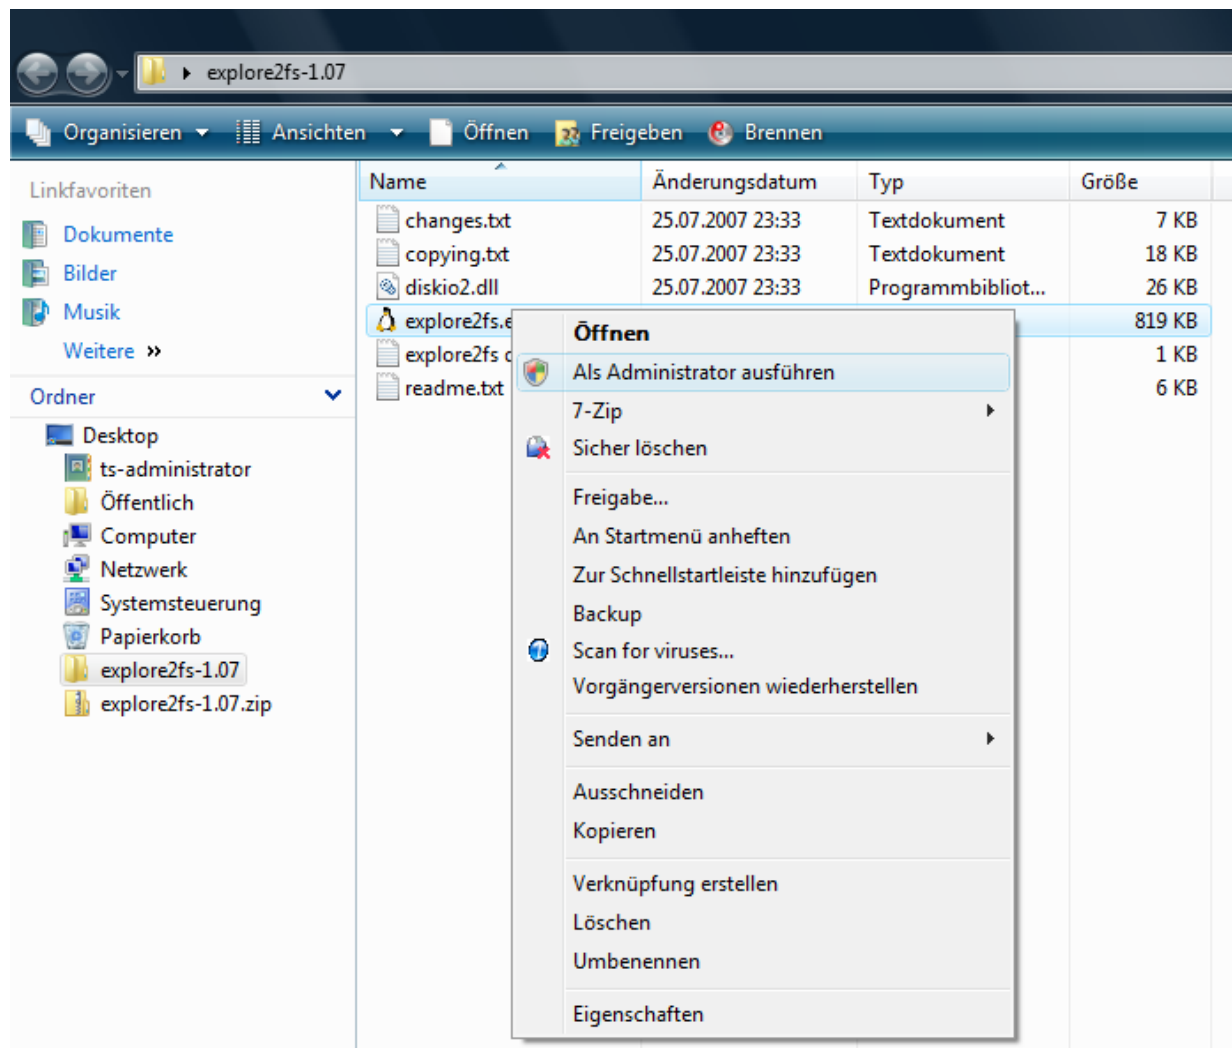 explore2fs-1.07
Organisieren Ansichten Öffnen Freigeben Brennen
Linkfavoriten
Dokumente
Bilder
Musik
Weitere »
Ordner
Desktop
ts-administrator
Öffentlich
Computer
Netzwerk
Systemsteuerung
Papierkorb
explore2fs-1.07
explore2fs-1.07.zip
Name Änderungsdatum Typ Größe
changes.txt 25.07.2007 23:33 Textdokument 7 KB
copying.txt 25.07.2007 23:33 Textdokument 18 KB
diskio2.dll 25.07.2007 23:33 Programmbibliot... 26 KB
explore2fs.e 819 KB
explore2fs 1 KB
readme.txt 6 KB
Öffnen
Als Administrator ausführen
7-Zip
Sicher löschen
Freigabe...
An Startmenü anheften
Zur Schnellstartleiste hinzufügen
Backup
Scan for viruses...
Vorgängerversionen wiederherstellen
Senden an
Ausschneiden
Kopieren
Verknüpfung erstellen
Löschen
Umbenennen
Eigenschaften